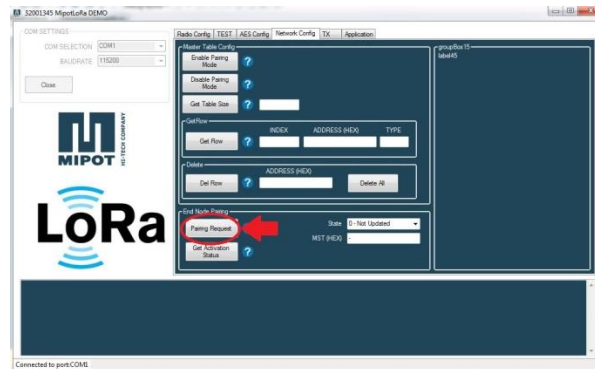 32001345 MipotLoRa DEMO
COM SETTINGS
COM SELECTION COM1
BAUDRATE 115200
Close
MIPOT HI-TECH COMPANY
LoRa
Radio Config TEST AES Config Network Config TX Application
Master Table Config
Enable Pairing Mode
?
Disable Pairing Mode
?
Get Table Size ?
GetRow
INDEX ADDRESS (HEX) TYPE
Get Row ?
Delete
ADDRESS (HEX)
Del Row ? Delete All
End Node Pairing
Pairing Request State 0 - Not Updated
MST (HEX) -
Get Activation Status ?
groupBox15
label45
Connected to port:COM1